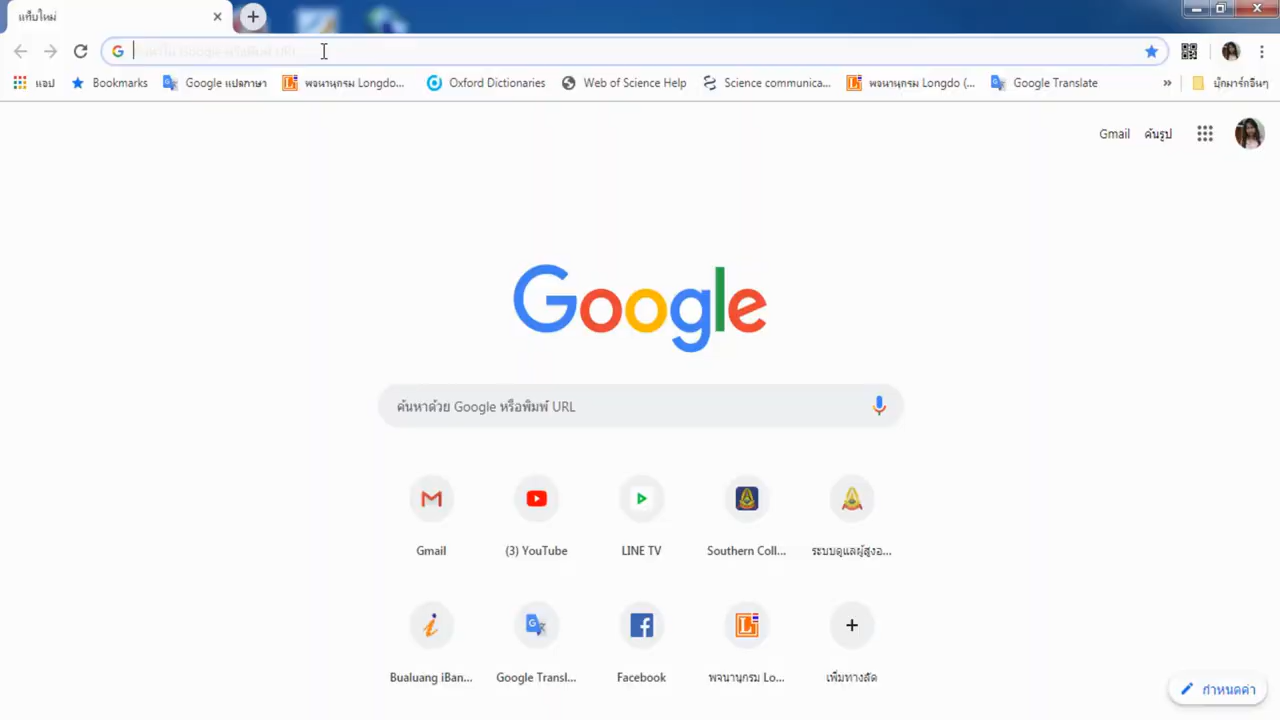 แท็บใหม่
แอป Bookmarks Google แปลภาษา พจนานุกรม Longdo... Oxford Dictionaries Web of Science Help Science communica... พจนานุกรม Longdo (... Google Translate » บุ๊กมาร์กอื่นๆ
Gmail ค้นรูป
Google
ค้นหาด้วย Google หรือพิมพ์ URL
Gmail (3) YouTube LINE TV Southern Coll... ระบบดูแลผู้สูงอ...
Bualuang iBan... Google Transl... Facebook พจนานุกรม Lo... เพิ่มทางลัด
กำหนดค่า